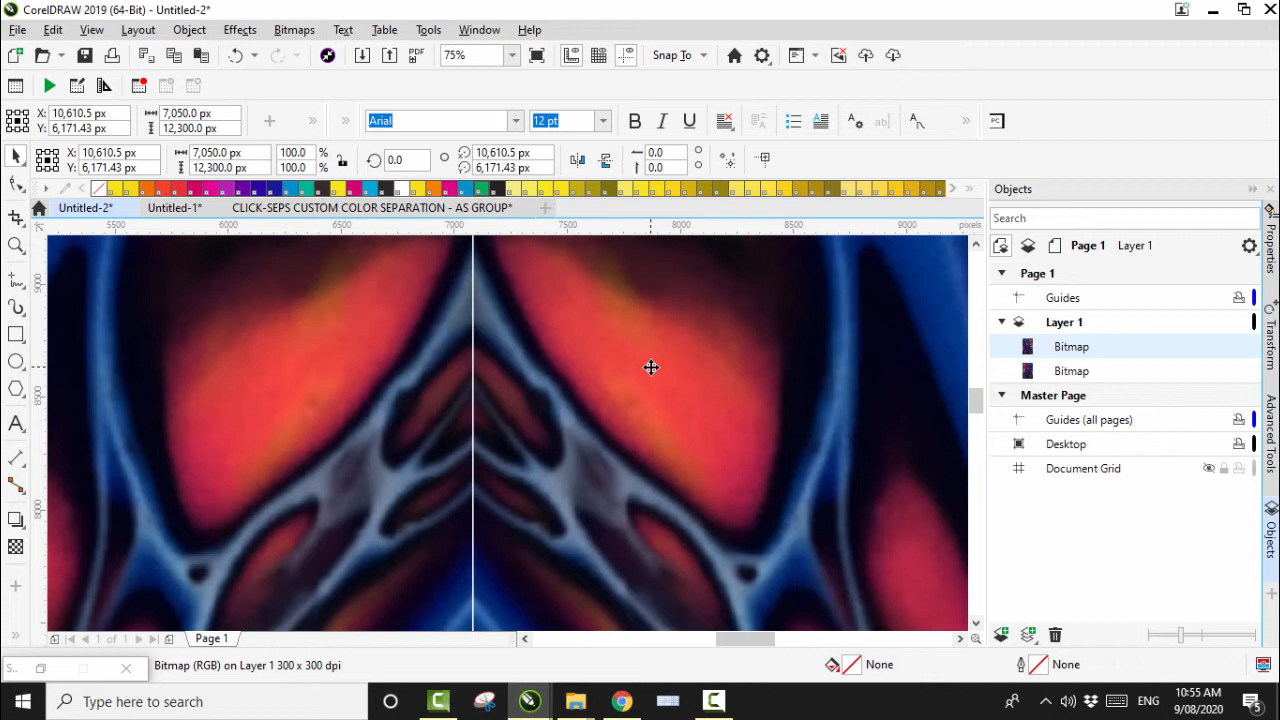 CorelDRAW 2019 (64-Bit) - Untitled-2*
File Edit View Layout Object Effects Bitmaps Text Table Tools Window Help
PDF 75% Snap To
X: 10,610.5 px 7,050.0 px Arial 12 pt
Y: 6,171.43 px 12,300.0 px
X: 10,610.5 px 7,050.0 px 100.0 % 0.0 10,610.5 px 0.0
Y: 6,171.43 px 12,300.0 px 100.0 % 6,171.43 px 0.0
Untitled-2* Untitled-1* CLICK-SEPS CUSTOM COLOR SEPARATION - AS GROUP*
5500 6000 6500 7000 7500 8000 8500 9000 pixels
9000
8500
8000
Objects
Search
Page 1 Layer 1
Page 1
Guides
Layer 1
Bitmap
Bitmap
Master Page
Guides (all pages)
Desktop
Document Grid
Properties
Transform
Advanced Tools
Objects
1 of 1 Page 1
S... Bitmap (RGB) on Layer 1 300 x 300 dpi None None
Type here to search
ENG
10:55 AM
9/08/2020
5